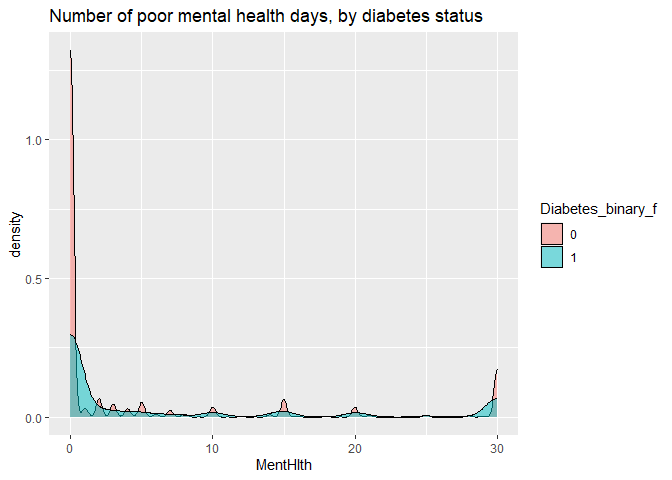 Number of poor mental health days, by diabetes status
1.0
0.5
0.0
density
0 10 20 30
MentHlth
Diabetes_binary_f
0
1